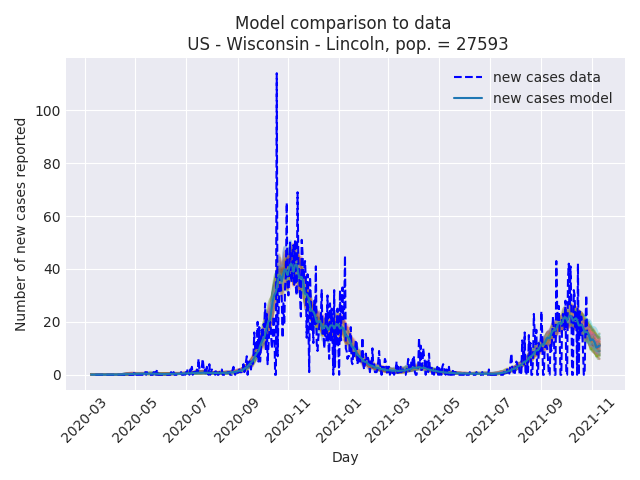 Model comparison to data
US - Wisconsin - Lincoln, pop. = 27593
new cases data
new cases model
Number of new cases reported
100
80
60
40
20
0
2020-03
2020-05
2020-07
2020-09
2020-11
2021-01
2021-03
2021-05
2021-07
2021-09
2021-11
Day